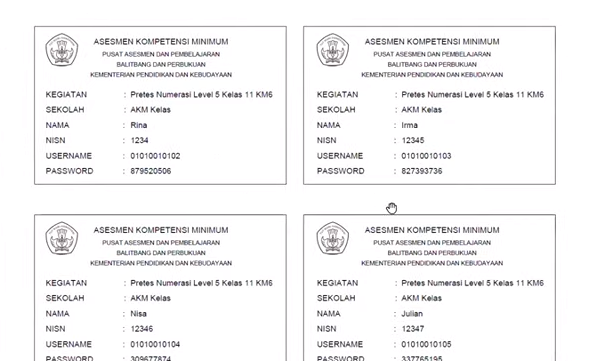 ASESMEN KOMPETENSI MINIMUM
PUSAT ASESMEN DAN PEMBELAJARAN
BALITBANG DAN PERBUKUAN
KEMENTERIAN PENDIDIKAN DAN KEBUDAYAAN
KEGIATAN : Pretes Numerasi Level 5 Kelas 11 KM6
SEKOLAH : AKM Kelas
NAMA : Rina
NISN : 1234
USERNAME : 01010010102
PASSWORD : 879520506
ASESMEN KOMPETENSI MINIMUM
PUSAT ASESMEN DAN PEMBELAJARAN
BALITBANG DAN PERBUKUAN
KEMENTERIAN PENDIDIKAN DAN KEBUDAYAAN
KEGIATAN : Pretes Numerasi Level 5 Kelas 11 KM6
SEKOLAH : AKM Kelas
NAMA : Irma
NISN : 12345
USERNAME : 01010010103
PASSWORD : 827393736
ASESMEN KOMPETENSI MINIMUM
PUSAT ASESMEN DAN PEMBELAJARAN
BALITBANG DAN PERBUKUAN
KEMENTERIAN PENDIDIKAN DAN KEBUDAYAAN
KEGIATAN : Pretes Numerasi Level 5 Kelas 11 KM6
SEKOLAH : AKM Kelas
NAMA : Nisa
NISN : 12346
USERNAME : 01010010104
PASSWORD : 309677874
ASESMEN KOMPETENSI MINIMUM
PUSAT ASESMEN DAN PEMBELAJARAN
BALITBANG DAN PERBUKUAN
KEMENTERIAN PENDIDIKAN DAN KEBUDAYAAN
KEGIATAN : Pretes Numerasi Level 5 Kelas 11 KM6
SEKOLAH : AKM Kelas
NAMA : Julian
NISN : 12347
USERNAME : 01010010105
PASSWORD : 337765195